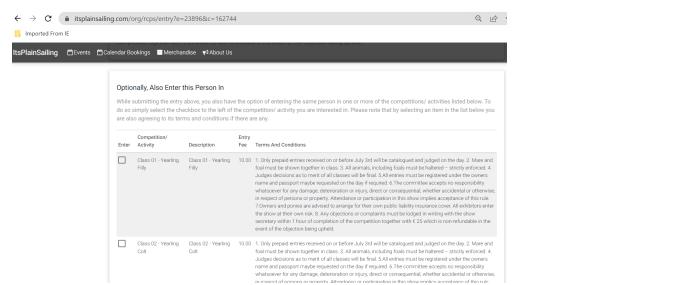 itsplainsailing.com/org/rcps/entry?e=23896&c=162744
Imported From IE
ItsPlainSailing Events Calendar Bookings Merchandise About Us
Optionally, Also Enter this Person In
While submitting the entry above, you also have the option of entering the same person in one or more of the competitions/ activities listed below. To
do so simply select the checkbox to the left of the competitions/ activity you are interested in. Please note that by selecting an item in the list below you
are also agreeing to its terms and conditions if there are any.
Enter Competition/ Activity Description Entry Fee Terms And Conditions
Class 01 - Yearling Filly Class 01 - Yearling Filly 10.00 1. Only prepaid entries received on or before July 3rd will be catalogued and judged on the day. 2. Mare and
foal must be shown together in class. 3. All animals, including foals must be haltered – strictly enforced. 4.
Judges decisions as to merit of all classes will be final. 5.All entries must be registered under the owners
name and passport maybe requested on the day if required. 6.The committee accepts no responsibility
whatsoever for any damage, deterioration or injury, direct or consequential, whether accidental or otherwise,
in respect of persons or property. Attendance or participation in this show implies acceptance of this rule.
7.Owners and ponies are advised to arrange for their own public liability insurance cover. All exhibitors enter
the show at their own risk. 8. Any objections or complaints must be lodged in writing with the show
secretary within 1 hour of completion of the competition together with € 25 which is non-refundable in the
event of the objection being upheld.
Class 02 - Yearling Colt Class 02 - Yearling Colt 10.00 1. Only prepaid entries received on or before July 3rd will be catalogued and judged on the day. 2. Mare and
foal must be shown together in class. 3. All animals, including foals must be haltered – strictly enforced. 4.
Judges decisions as to merit of all classes will be final. 5.All entries must be registered under the owners
name and passport maybe requested on the day if required. 6.The committee accepts no responsibility
whatsoever for any damage, deterioration or injury, direct or consequential, whether accidental or otherwise,